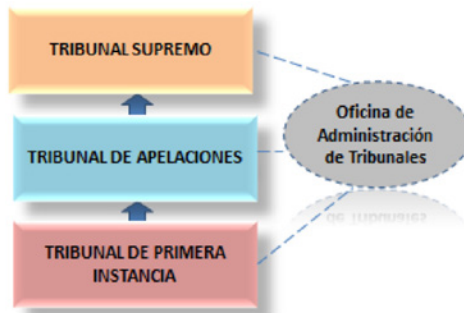 TRIBUNAL SUPREMO
Oficina de
Administración
de Tribunales
TRIBUNAL DE APELACIONES
TRIBUNAL DE PRIMERA
INSTANCIA